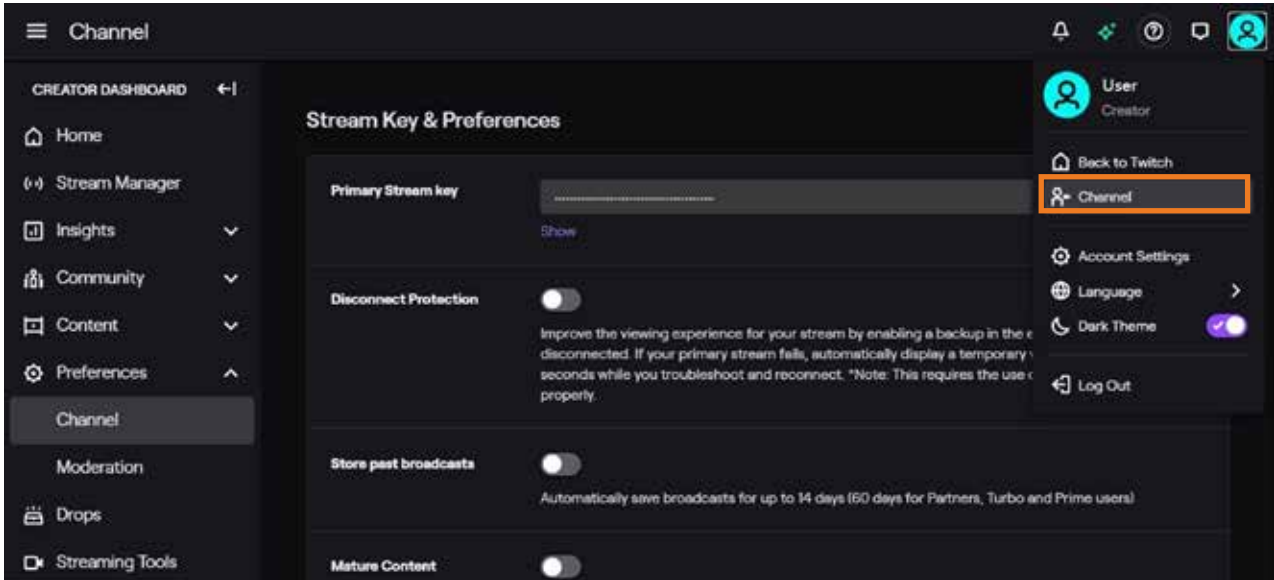 Channel
CREATOR DASHBOARD
Home
Stream Manager
Insights
Community
Content
Preferences
Channel
Moderation
Drops
Streaming Tools
Stream Key & Preferences
Primary Stream key
Show
Disconnect Protection
Improve the viewing experience for your stream by enabling a backup in the e
disconnected. If your primary stream fails, automatically display a temporary
seconds while you troubleshoot and reconnect. *Note: This requires the use
properly.
Store past broadcasts
Automatically save broadcasts for up to 14 days (60 days for Partners, Turbo and Prime users)
Mature Content
User
Creator
Back to Twitch
Channel
Account Settings
Language
Dark Theme
Log Out